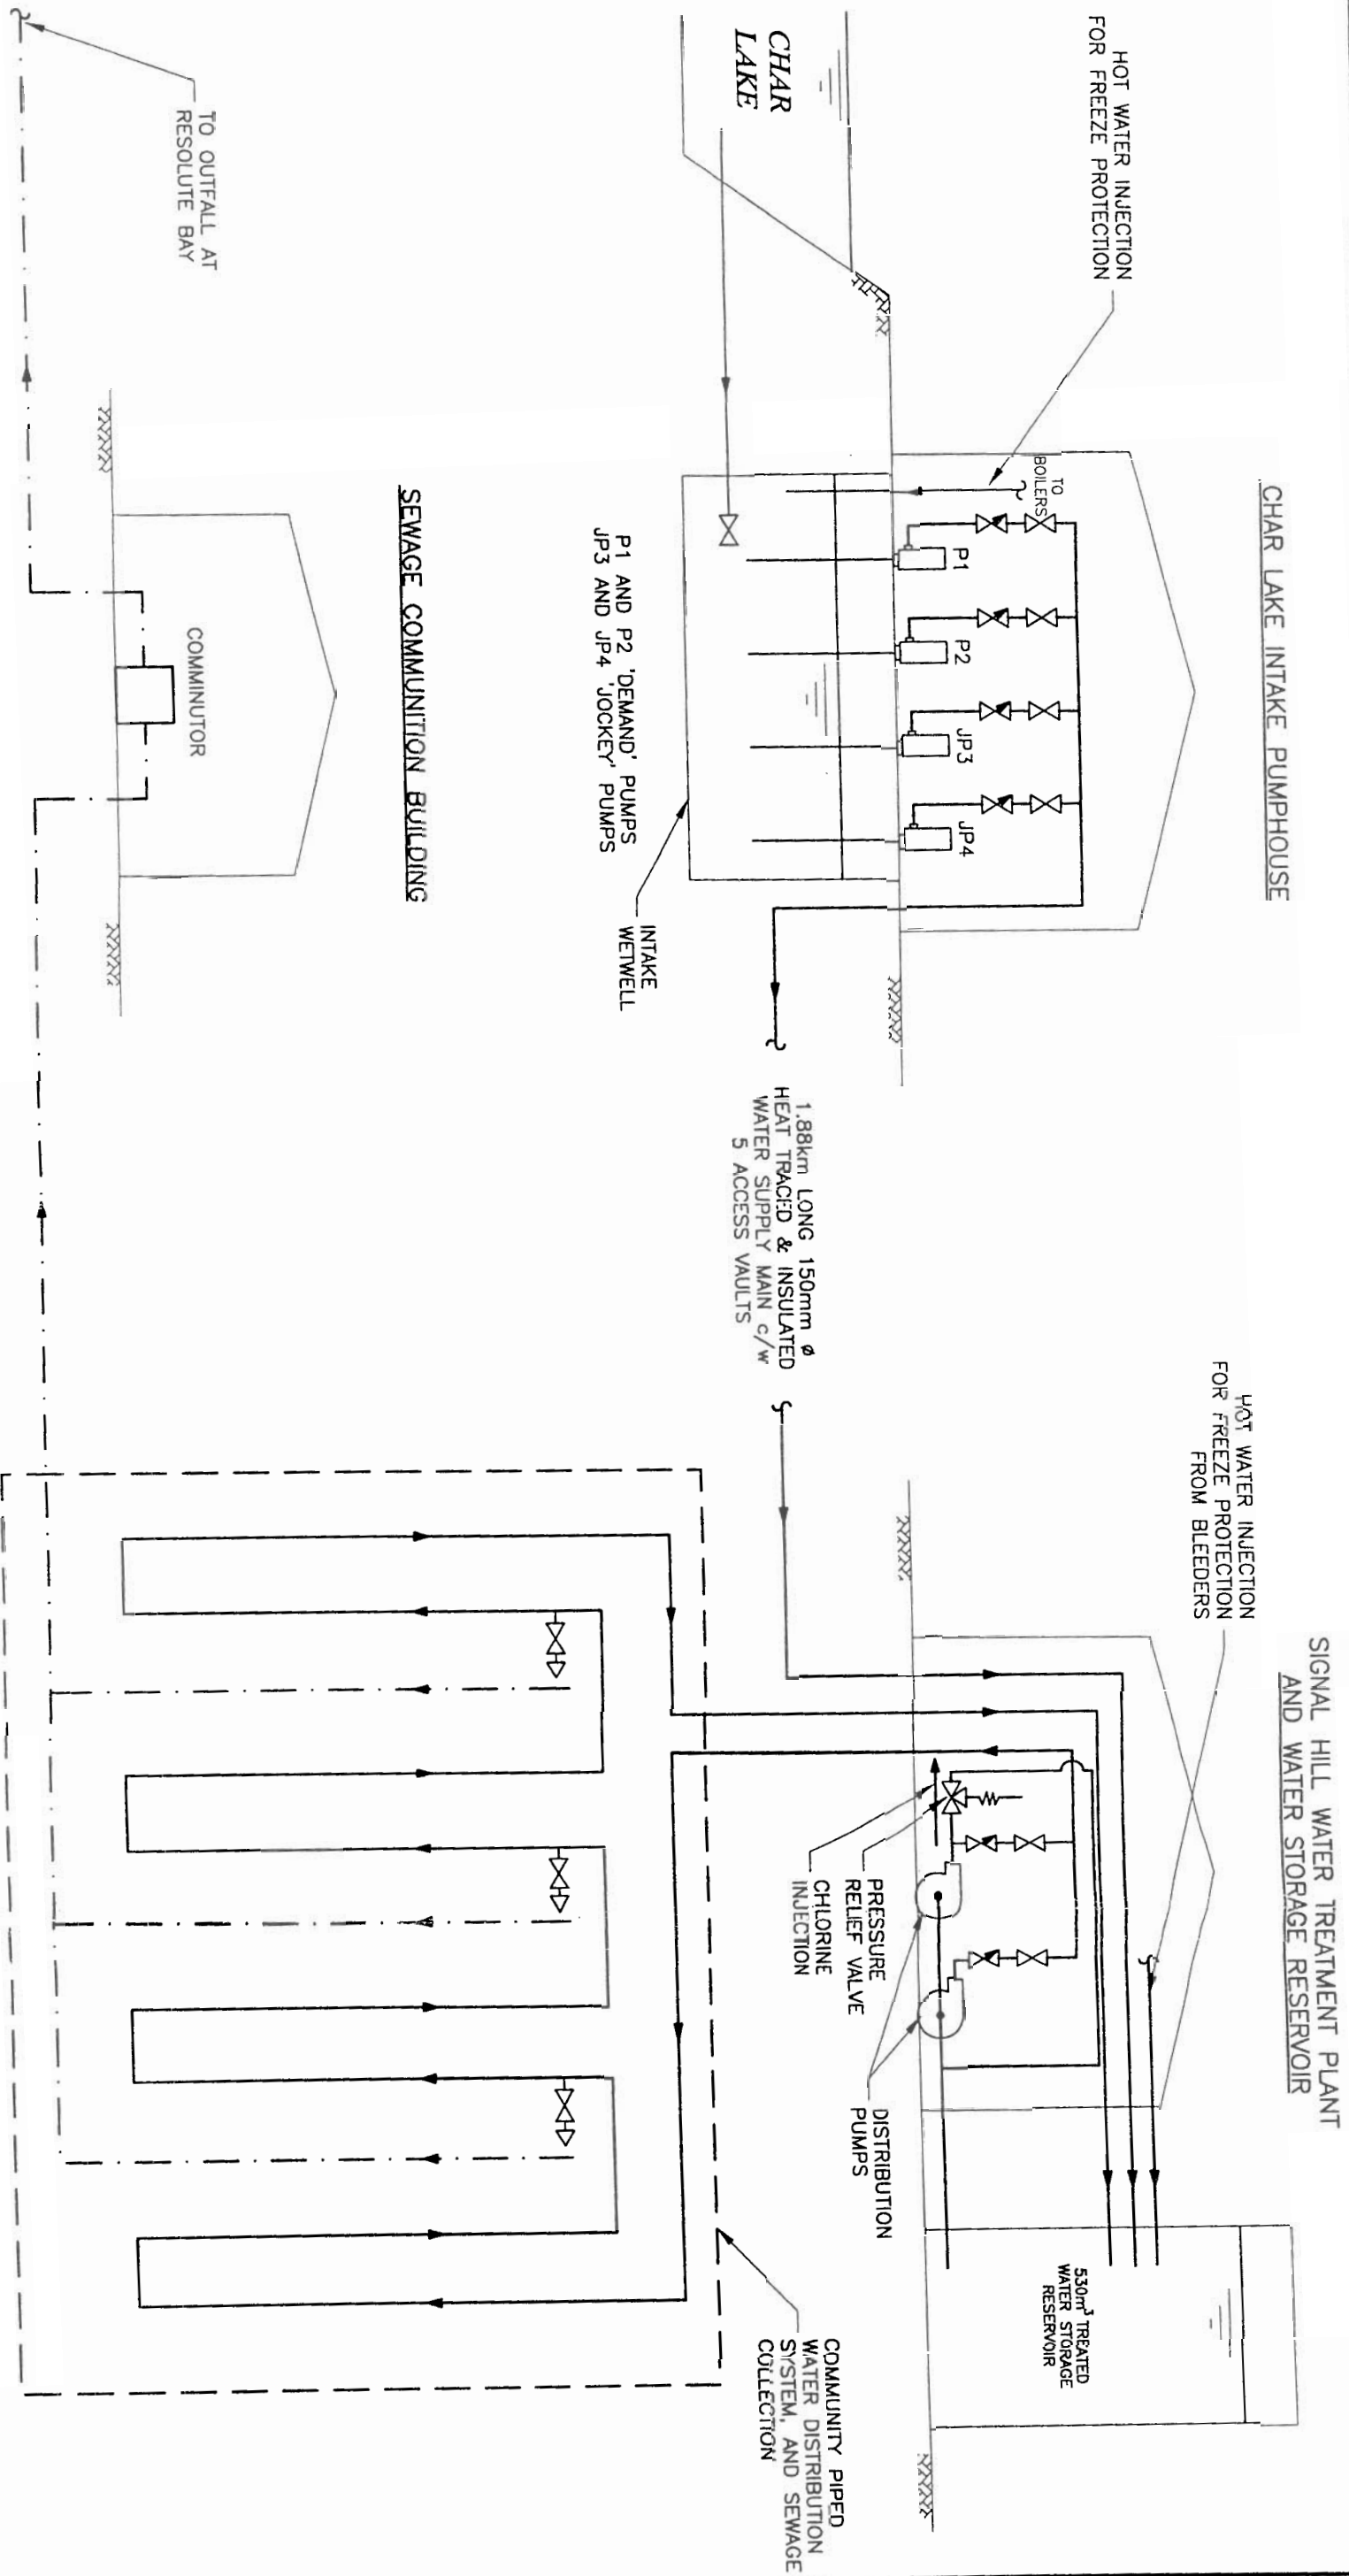 CHAR LAKE INTAKE PUMPHOUSE
HOT WATER INJECTION
FOR FREEZE PROTECTION
TO
BOILERS
P1
P2
JP3
JP4
CHAR
LAKE
P1 AND P2 'DEMAND' PUMPS
JP3 AND JP4 'JOCKEY' PUMPS
INTAKE
WETWELL
1.88km LONG 150mm ø
HEAT TRACED & INSULATED
WATER SUPPLY MAIN c/w
5 ACCESS VAULTS
SIGNAL HILL WATER TREATMENT PLANT
AND WATER STORAGE RESERVOIR
HOT WATER INJECTION
FOR FREEZE PROTECTION
FROM BLEEDERS
530m³ TREATED
WATER STORAGE
RESERVOIR
DISTRIBUTION
PUMPS
PRESSURE
RELIEF VALVE
CHLORINE
INJECTION
COMMUNITY PIPED
WATER DISTRIBUTION
SYSTEM, AND SEWAGE
COLLECTION
SEWAGE COMMUNITION BUILDING
COMMINUTOR
TO OUTFALL AT
RESOLUTE BAY